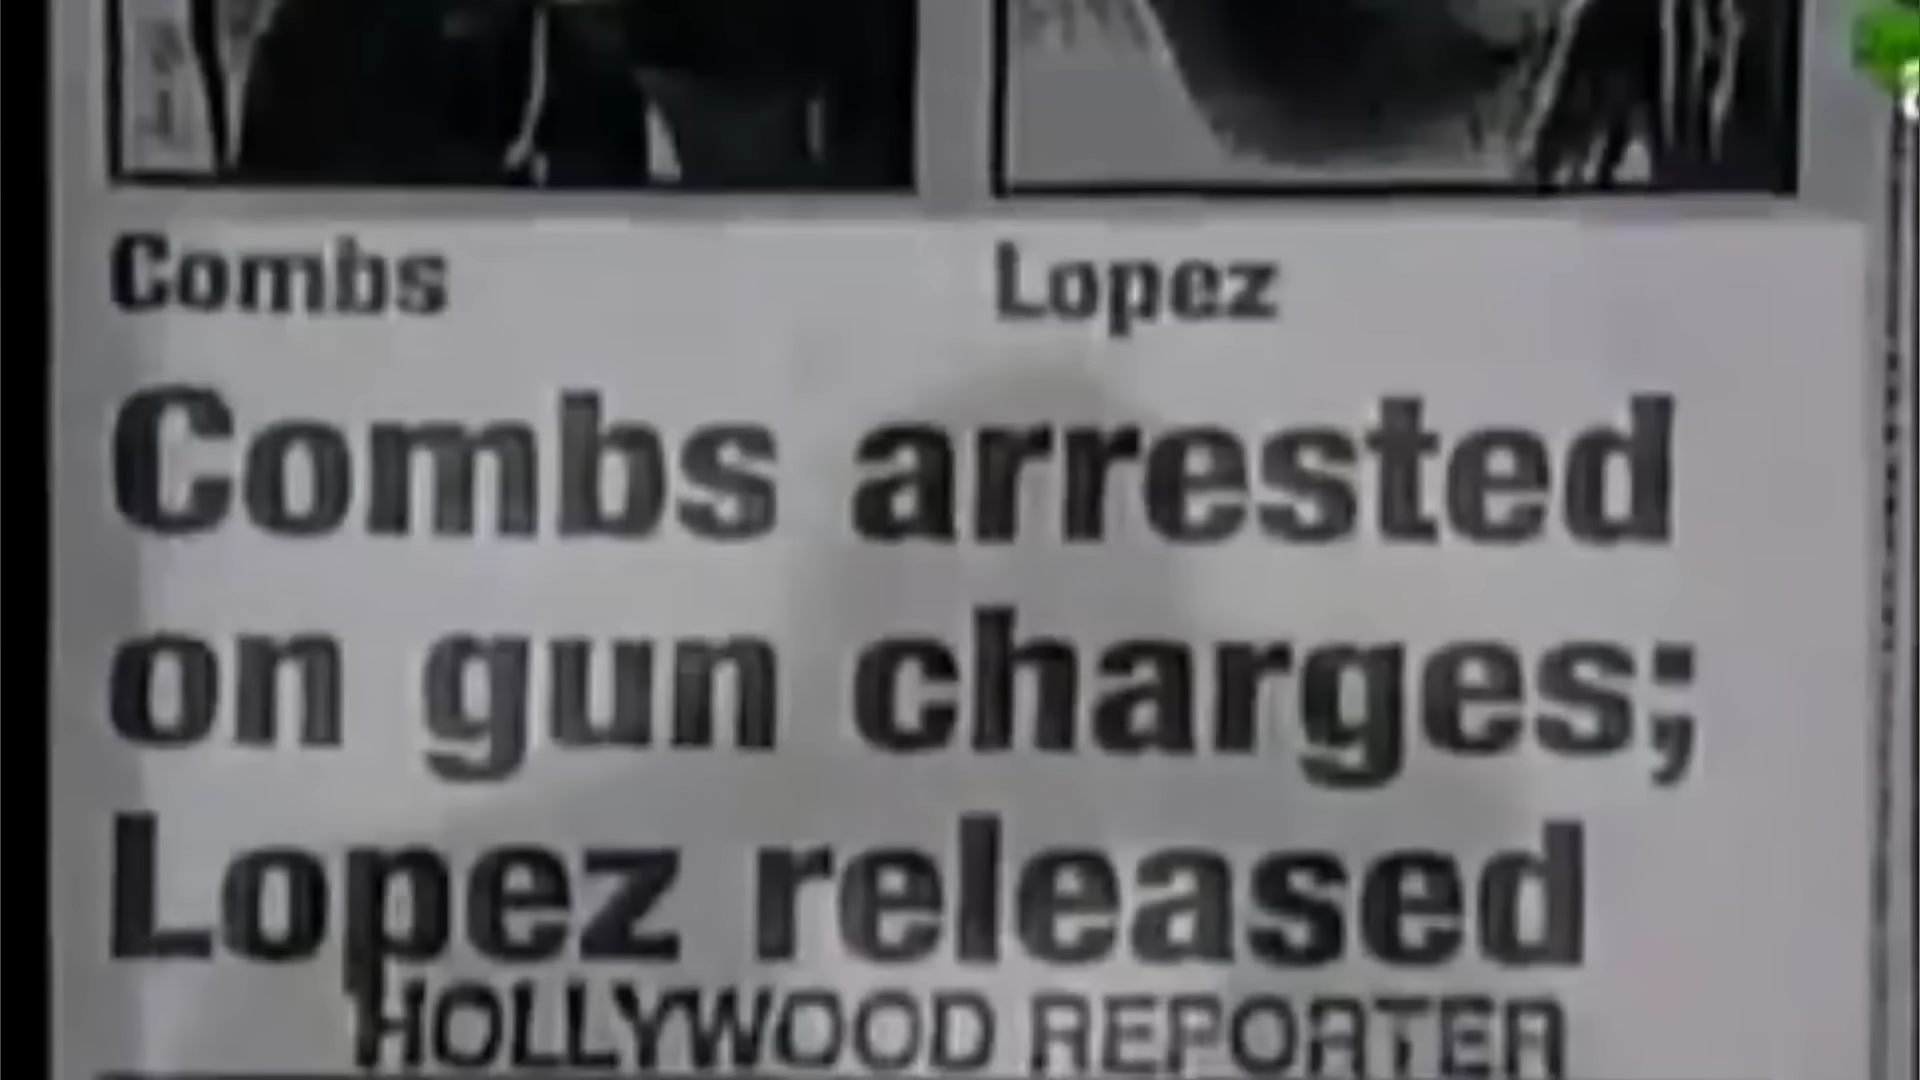 Combs
Lopez
Combs arrested
on gun charges;
Lopez released
HOLLYWOOD REPORTER